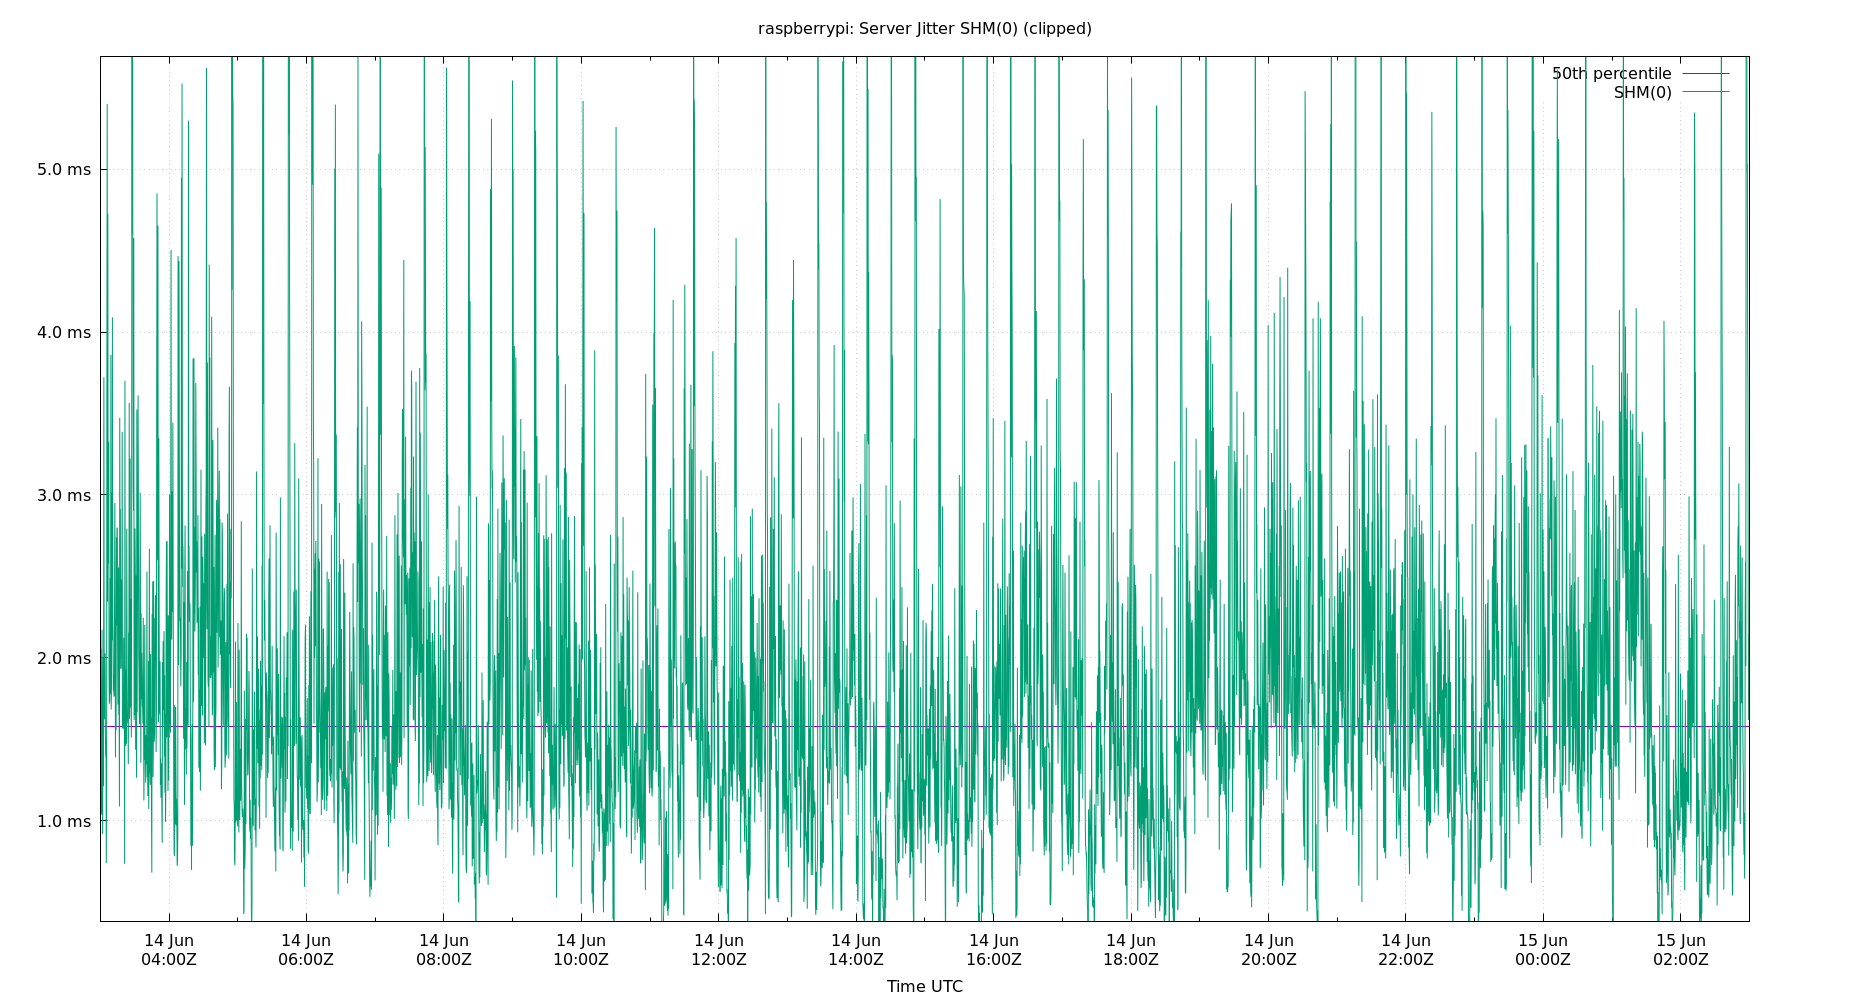 raspberrypi: Server Jitter SHM(0) (clipped)
50th percentile
SHM(0)
5.0 ms
4.0 ms
3.0 ms
2.0 ms
1.0 ms
14 Jun 14 Jun 14 Jun 14 Jun 14 Jun 14 Jun 14 Jun 14 Jun 14 Jun 14 Jun 15 Jun 15 Jun
04:00Z 06:00Z 08:00Z 10:00Z 12:00Z 14:00Z 16:00Z 18:00Z 20:00Z 22:00Z 00:00Z 02:00Z
Time UTC